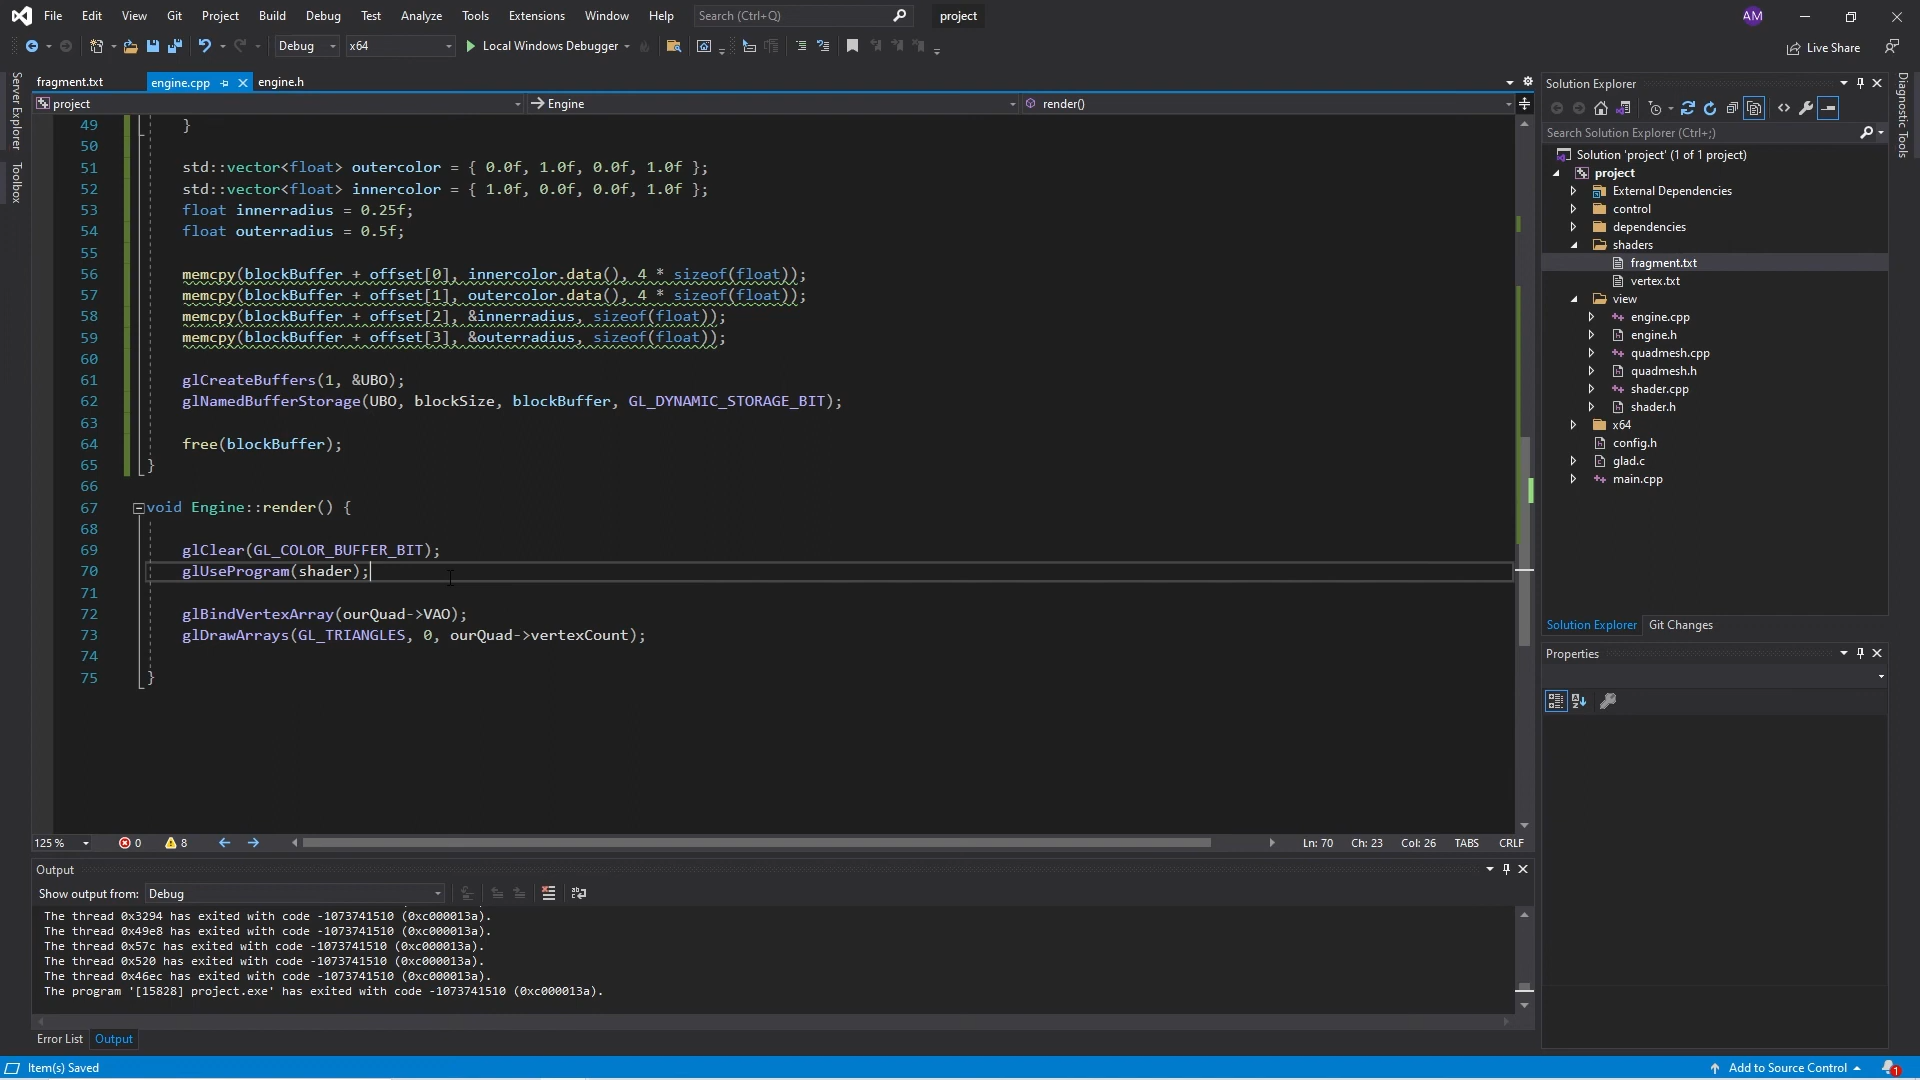 File Edit View Git Project Build Debug Test Analyze Tools Extensions Window Help Search (Ctrl+Q) project AM
Debug x64 Local Windows Debugger Live Share
fragment.txt engine.cpp engine.h
project Engine render()
Server Explorer
Toolbox
49 }
50
51 std::vector<float> outercolor = { 0.0f, 1.0f, 0.0f, 1.0f };
52 std::vector<float> innercolor = { 1.0f, 0.0f, 0.0f, 1.0f };
53 float innerradius = 0.25f;
54 float outerradius = 0.5f;
55
56 memcpy(blockBuffer + offset[0], innercolor.data(), 4 * sizeof(float));
57 memcpy(blockBuffer + offset[1], outercolor.data(), 4 * sizeof(float));
58 memcpy(blockBuffer + offset[2], &innerradius, sizeof(float));
59 memcpy(blockBuffer + offset[3], &outerradius, sizeof(float));
60
61 glCreateBuffers(1, &UBO);
62 glNamedBufferStorage(UBO, blockSize, blockBuffer, GL_DYNAMIC_STORAGE_BIT);
63
64 free(blockBuffer);
65 }
66
67 void Engine::render() {
68
69 glClear(GL_COLOR_BUFFER_BIT);
70 glUseProgram(shader);
71
72 glBindVertexArray(ourQuad->VAO);
73 glDrawArrays(GL_TRIANGLES, 0, ourQuad->vertexCount);
74
75 }
125 % 0 8 Ln: 70 Ch: 23 Col: 26 TABS CRLF
Output
Show output from: Debug
The thread 0x3294 has exited with code -1073741510 (0xc000013a).
The thread 0x49e8 has exited with code -1073741510 (0xc000013a).
The thread 0x57c has exited with code -1073741510 (0xc000013a).
The thread 0x520 has exited with code -1073741510 (0xc000013a).
The thread 0x46ec has exited with code -1073741510 (0xc000013a).
The program '[15828] project.exe' has exited with code -1073741510 (0xc000013a).
Error List Output
Solution Explorer
Search Solution Explorer (Ctrl+;)
Solution 'project' (1 of 1 project)
project
External Dependencies
control
dependencies
shaders
fragment.txt
vertex.txt
view
engine.cpp
engine.h
quadmesh.cpp
quadmesh.h
shader.cpp
shader.h
x64
config.h
glad.c
main.cpp
Solution Explorer Git Changes
Properties
Diagnostic Tools
Item(s) Saved Add to Source Control 1